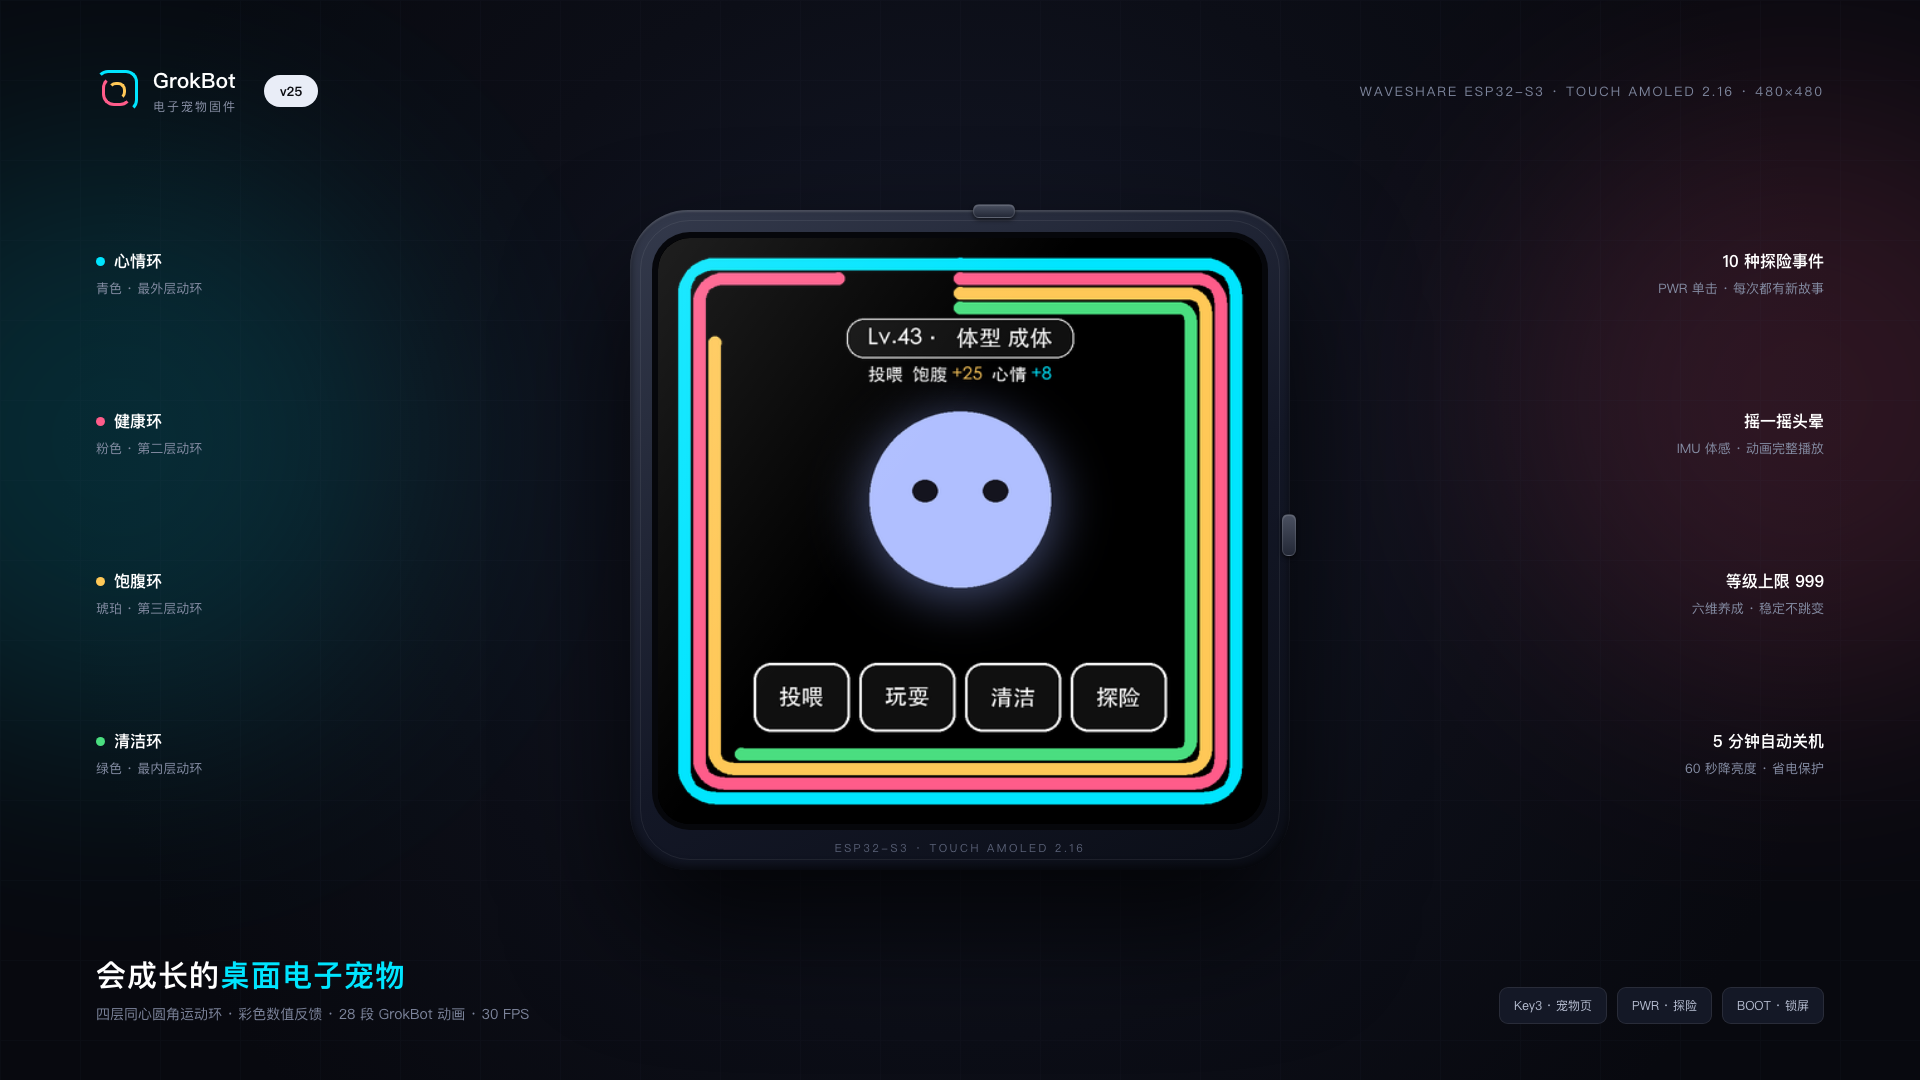 GrokBot
电子宠物固件
v25
WAVESHARE ESP32-S3 · TOUCH AMOLED 2.16 · 480×480
心情环
青色 · 最外层动环
健康环
粉色 · 第二层动环
饱腹环
琥珀 · 第三层动环
清洁环
绿色 · 最内层动环
Lv.43 · 体型 成体
投喂 饱腹 +25 心情 +8
投喂
玩耍
清洁
探险
ESP32-S3 · TOUCH AMOLED 2.16
10 种探险事件
PWR 单击 · 每次都有新故事
摇一摇头晕
IMU 体感 · 动画完整播放
等级上限 999
六维养成 · 稳定不跳变
5 分钟自动关机
60 秒降亮度 · 省电保护
会成长的桌面电子宠物
四层同心圆角运动环 · 彩色数值反馈 · 28 段 GrokBot 动画 · 30 FPS
Key3 · 宠物页
PWR · 探险
BOOT · 锁屏